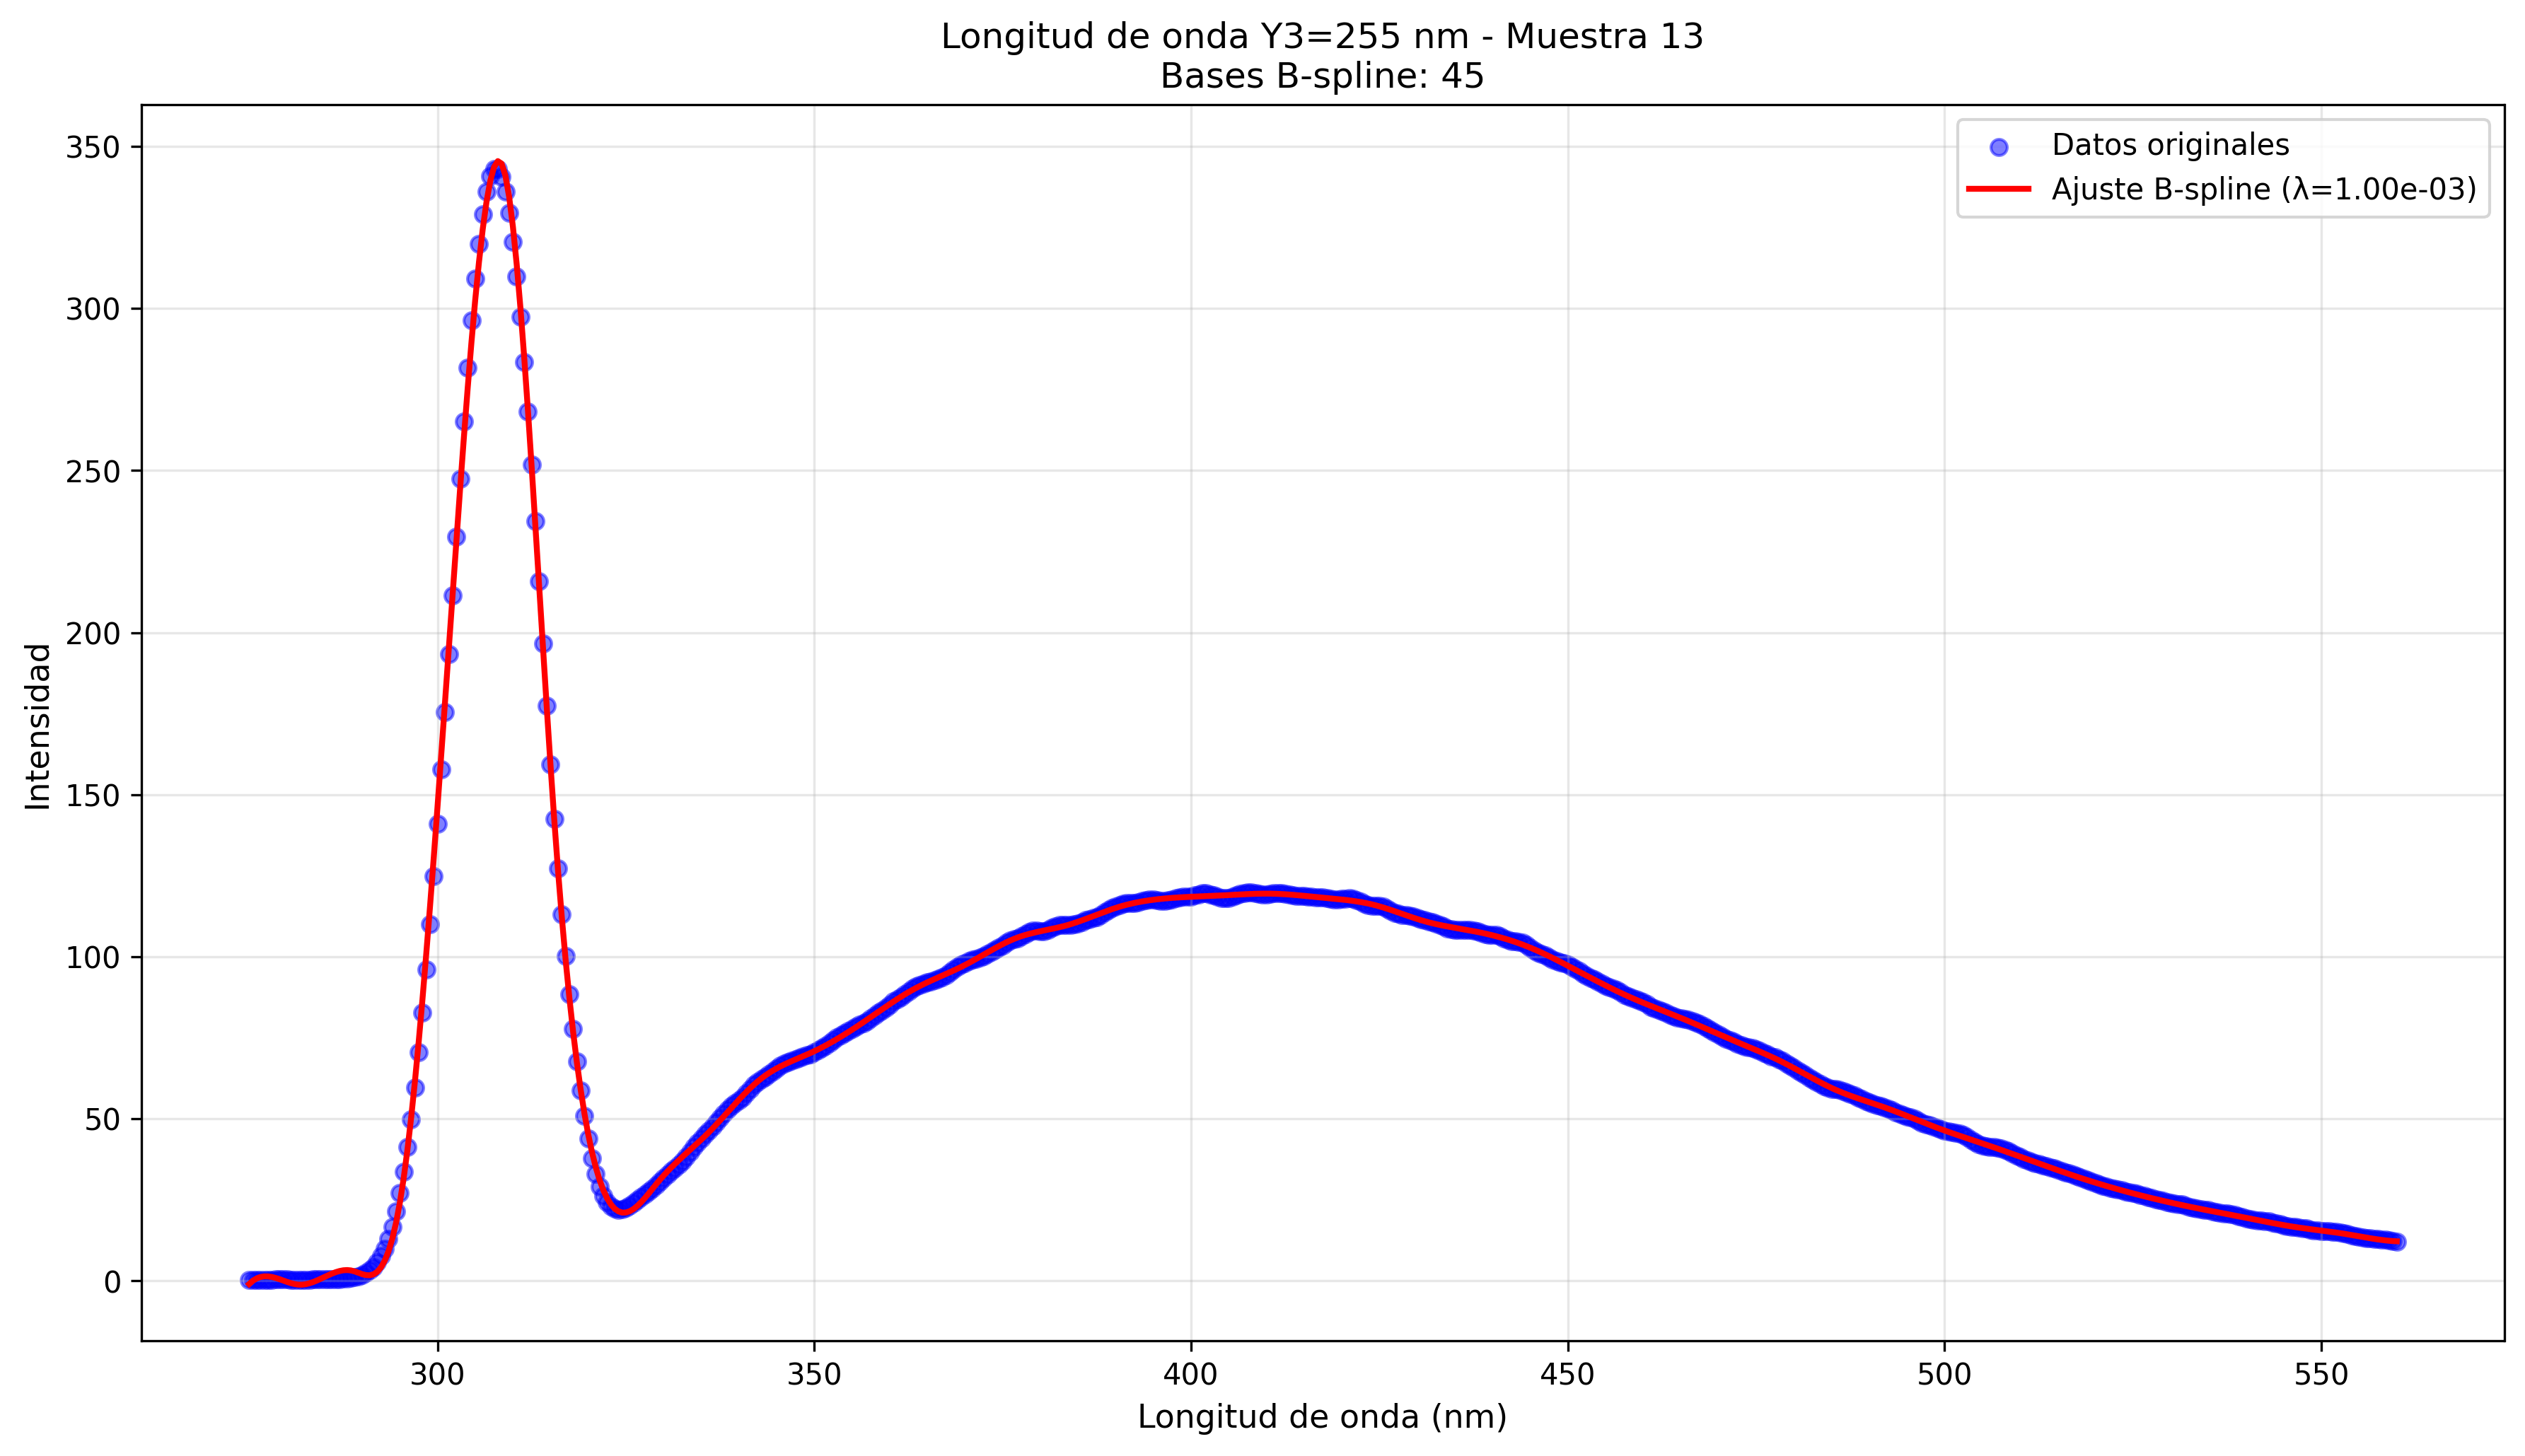 Longitud de onda Y3=255 nm - Muestra 13
Bases B-spline: 45
Datos originales
Ajuste B-spline (λ=1.00e-03)
Intensidad
350
300
250
200
150
100
50
0
300 350 400 450 500 550
Longitud de onda (nm)